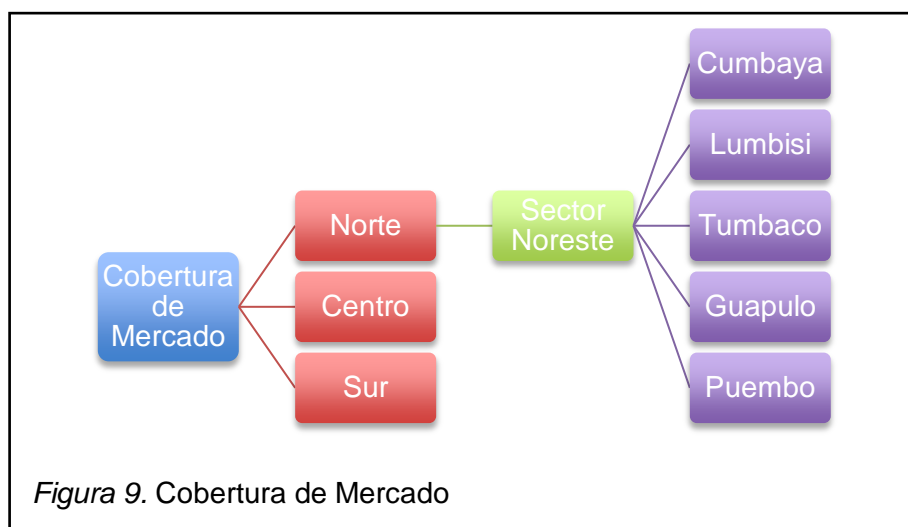 Cobertura
de
Mercado
Norte
Centro
Sur
Sector
Noreste
Cumbaya
Lumbisi
Tumbaco
Guapulo
Puembo
Figura 9. Cobertura de Mercado